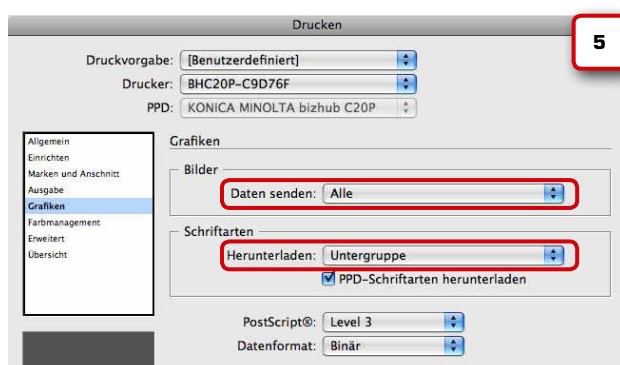 Drucken
5
Druckvorgabe: [Benutzerdefiniert]
Drucker: BHC20P-C9D76F
PPD: KONICA MINOLTA bizhub C20P
Allgemein
Einrichten
Marken und Anschnitt
Ausgabe
Grafiken
Farbmanagement
Erweitert
Übersicht
Grafiken
Bilder
Daten senden: Alle
Schriftarten
Herunterladen: Untergruppe
PPD-Schriftarten herunterladen
PostScript®: Level 3
Datenformat: Binär